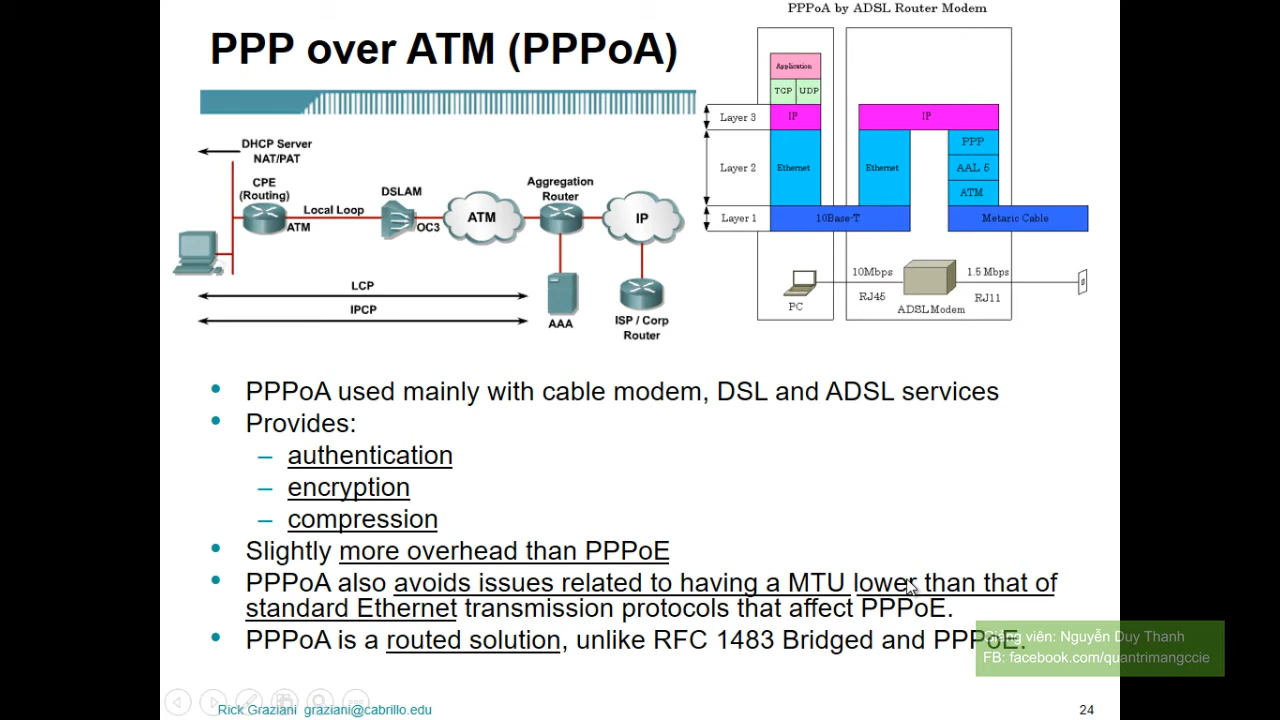 PPPoA by ADSL Router Modem
PPP over ATM (PPPoA)
Application
TCP UDP
Layer 3 IP IP
Layer 2 Ethernet Ethernet PPP
AAL 5
ATM
Layer 1 10Base-T Metaric Cable
10Mbps 1.5 Mbps
RJ45 RJ11
PC ADSL Modem
DHCP Server
NAT/PAT
CPE
(Routing)
Local Loop
ATM
DSLAM
OC3
ATM
Aggregation
Router
IP
LCP
IPCP
AAA
ISP / Corp
Router
• PPPoA used mainly with cable modem, DSL and ADSL services
• Provides:
– authentication
– encryption
– compression
• Slightly more overhead than PPPoE
• PPPoA also avoids issues related to having a MTU lower than that of
standard Ethernet transmission protocols that affect PPPoE.
• PPPoA is a routed solution, unlike RFC 1483 Bridged and PPPoE.
Giảng viên: Nguyễn Duy Thanh
FB: facebook.com/quantrimangccie
Rick Graziani graziani@cabrillo.edu
24